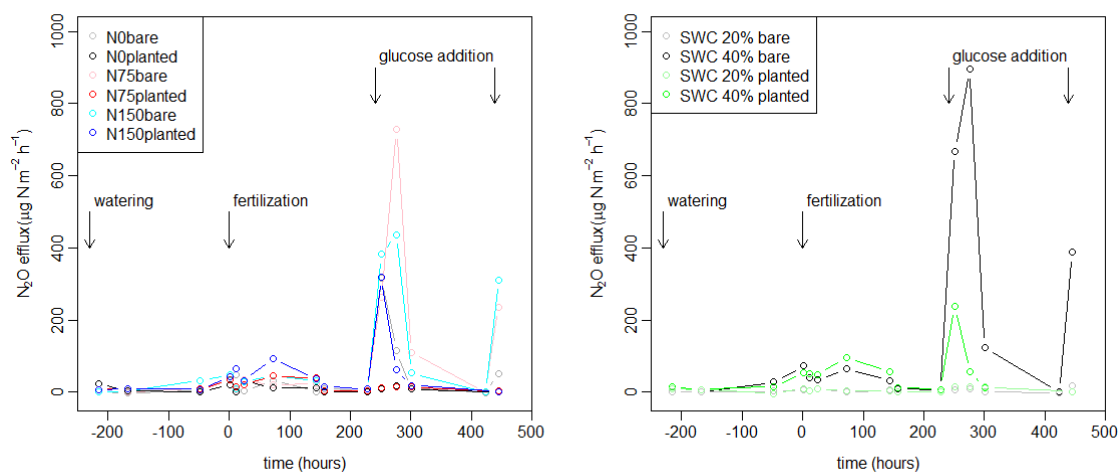 1000
800
600
400
200
0
N₂O efflux(µg N m⁻² h⁻¹)
N0bare
N0planted
N75bare
N75planted
N150bare
N150planted
glucose addition
watering
fertilization
-200 -100 0 100 200 300 400 500
time (hours)
1000
800
600
400
200
0
N₂O efflux(µg N m⁻² h⁻¹)
SWC 20% bare
SWC 40% bare
SWC 20% planted
SWC 40% planted
glucose addition
watering
fertilization
-200 -100 0 100 200 300 400 500
time (hours)